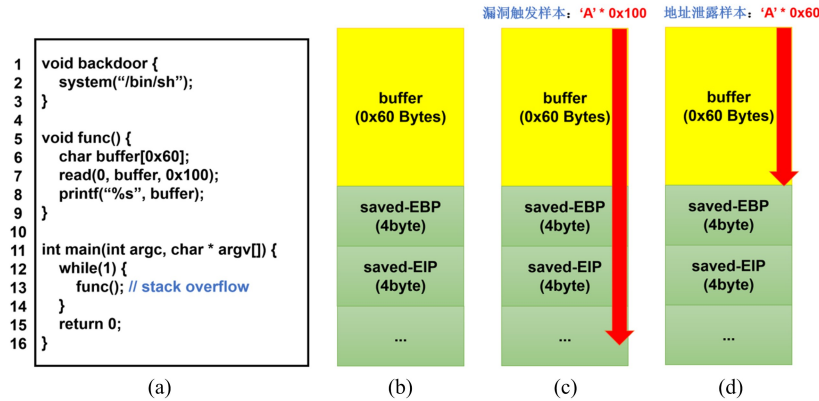 漏洞触发样本：‘A’ * 0x100
地址泄露样本：‘A’ * 0x60
1 void backdoor {
2 system(“/bin/sh”);
3 }
4
5 void func() {
6 char buffer[0x60];
7 read(0, buffer, 0x100);
8 printf(“%s”, buffer);
9 }
10
11 int main(int argc, char * argv[]) {
12 while(1) {
13 func(); // stack overflow
14 }
15 return 0;
16 }
(a)
buffer
(0x60 Bytes)
saved-EBP
(4byte)
saved-EIP
(4byte)
...
(b)
buffer
(0x60 Bytes)
saved-EBP
(4byte)
saved-EIP
(4byte)
...
(c)
buffer
(0x60 Bytes)
saved-EBP
(4byte)
saved-EIP
(4byte)
...
(d)